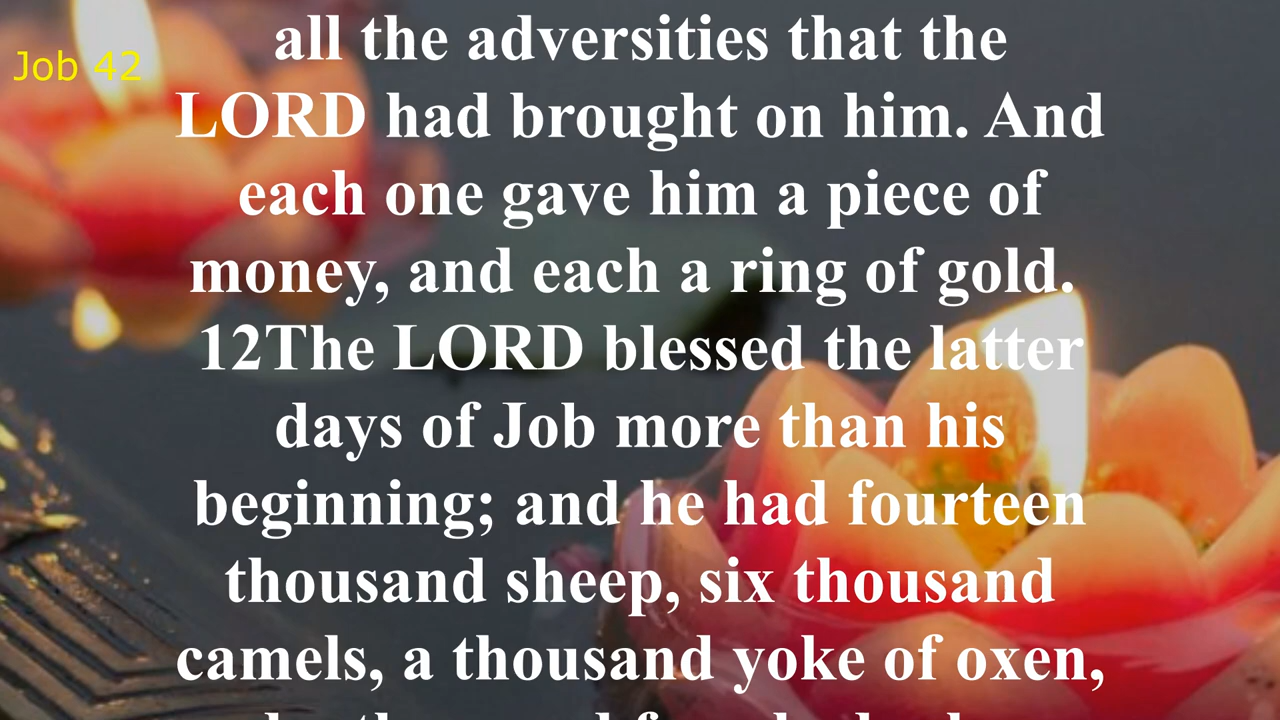 Job 42
all the adversities that the
LORD had brought on him. And
each one gave him a piece of
money, and each a ring of gold.
12The LORD blessed the latter
days of Job more than his
beginning; and he had fourteen
thousand sheep, six thousand
camels, a thousand yoke of oxen,